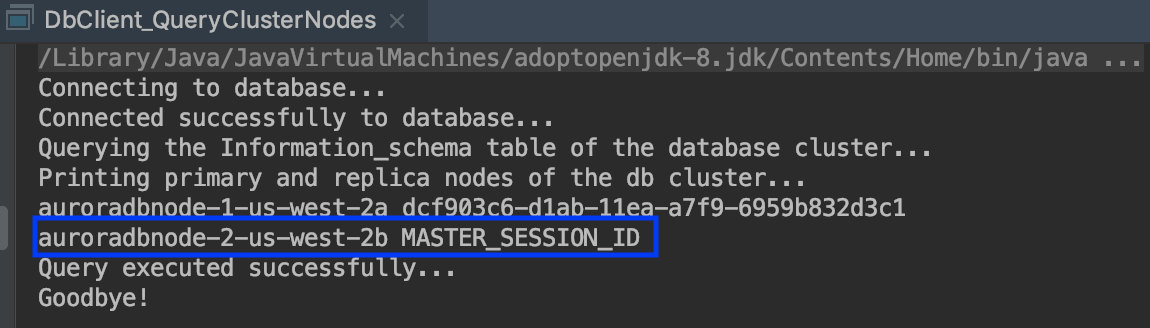 DbClient_QueryClusterNodes
/Library/Java/JavaVirtualMachines/adoptopenjdk-8.jdk/Contents/Home/bin/java ...
Connecting to database...
Connected successfully to database...
Querying the Information_schema table of the database cluster...
Printing primary and replica nodes of the db cluster...
auroradbnode-1-us-west-2a dcf903c6-d1ab-11ea-a7f9-6959b832d3c1
auroradbnode-2-us-west-2b MASTER_SESSION_ID
Query executed successfully...
Goodbye!